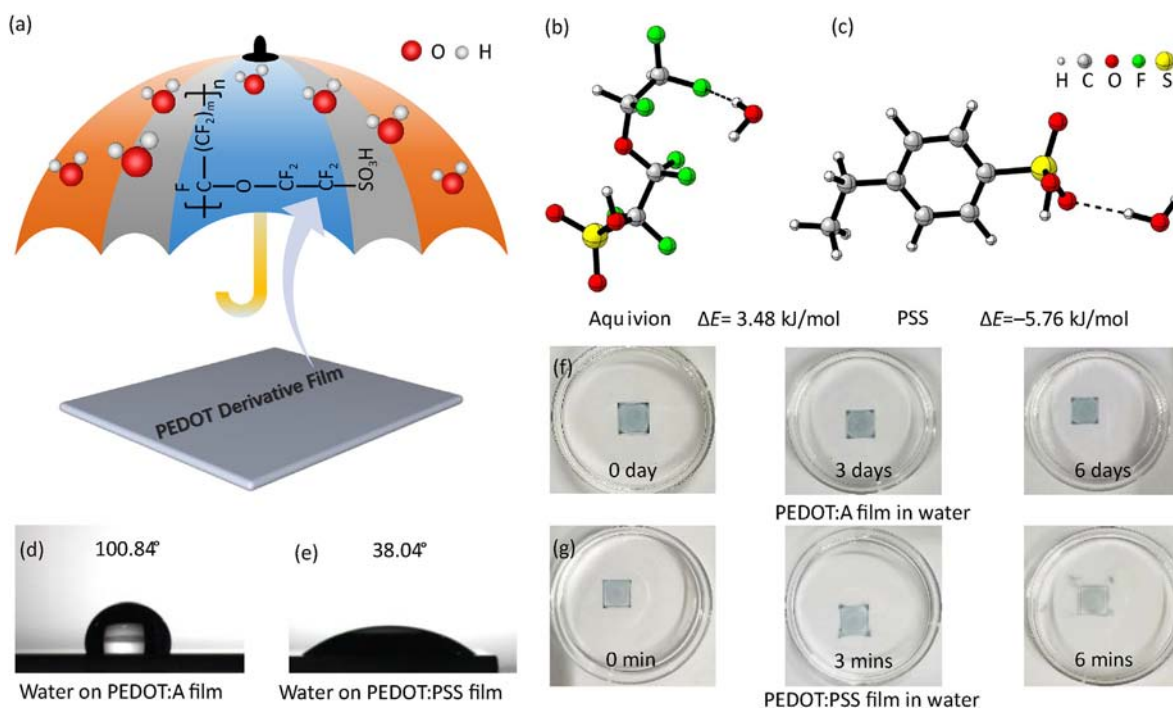 (a)
O H
]n
(CF2)m
F
C
O
CF2
CF2
SO3H
[
PEDOT Derivative Film
(b)
(c)
H C O F S
Aquivion ΔE= 3.48 kJ/mol PSS ΔE=–5.76 kJ/mol
(d) 100.84°
Water on PEDOT:A film
(e) 38.04°
Water on PEDOT:PSS film
(f)
0 day 3 days 6 days
PEDOT:A film in water
(g)
0 min 3 mins 6 mins
PEDOT:PSS film in water